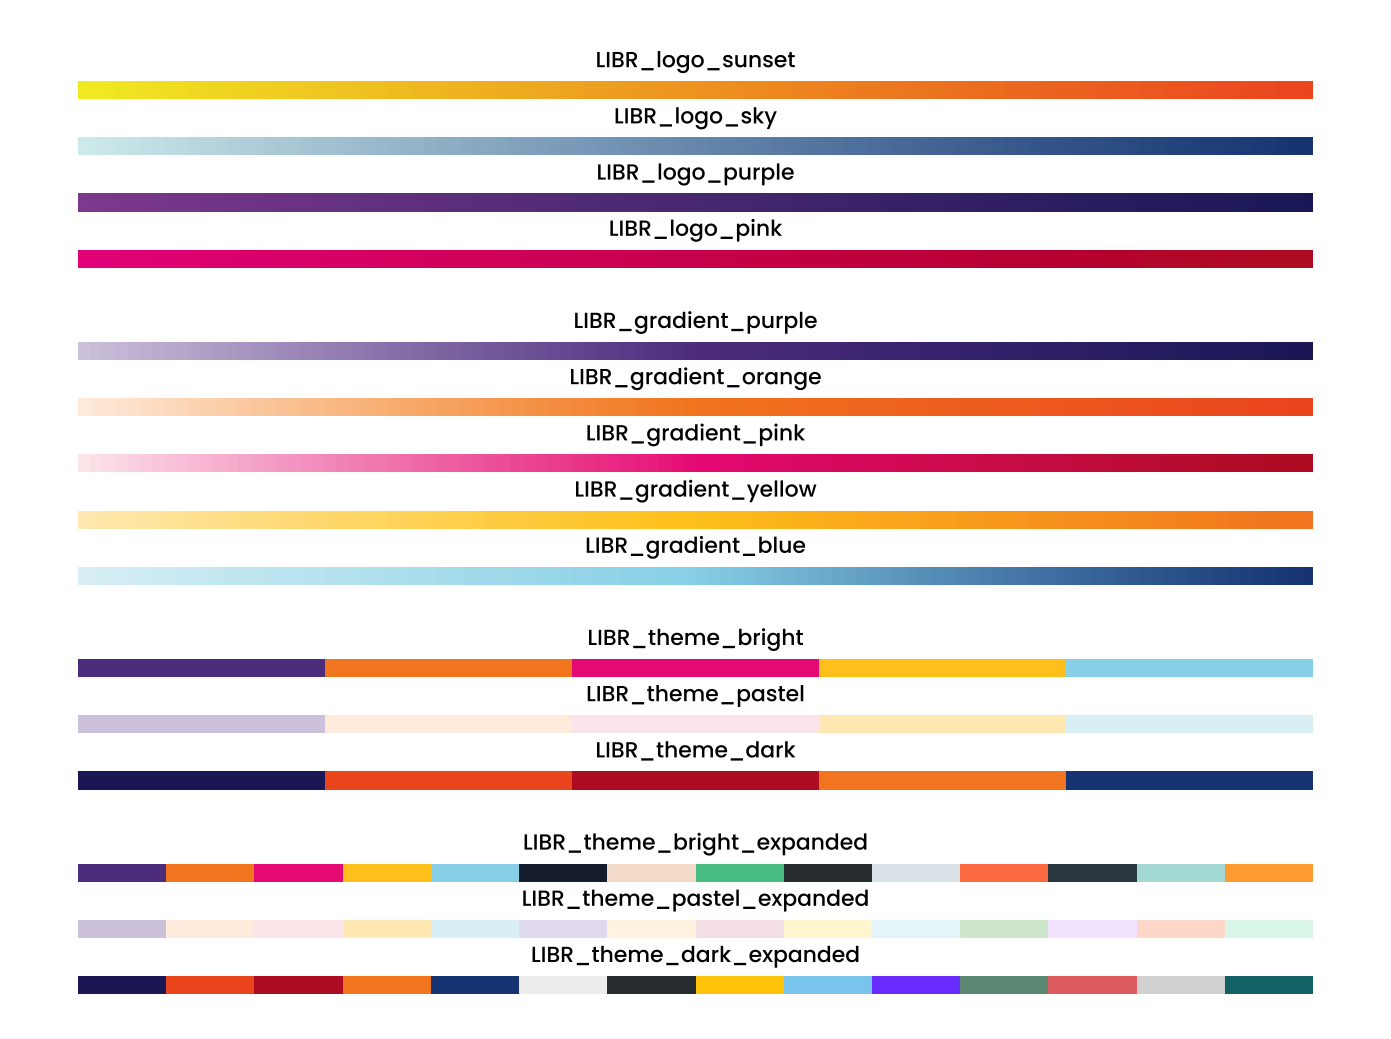 LIBR_logo_sunset
LIBR_logo_sky
LIBR_logo_purple
LIBR_logo_pink
LIBR_gradient_purple
LIBR_gradient_orange
LIBR_gradient_pink
LIBR_gradient_yellow
LIBR_gradient_blue
LIBR_theme_bright
LIBR_theme_pastel
LIBR_theme_dark
LIBR_theme_bright_expanded
LIBR_theme_pastel_expanded
LIBR_theme_dark_expanded